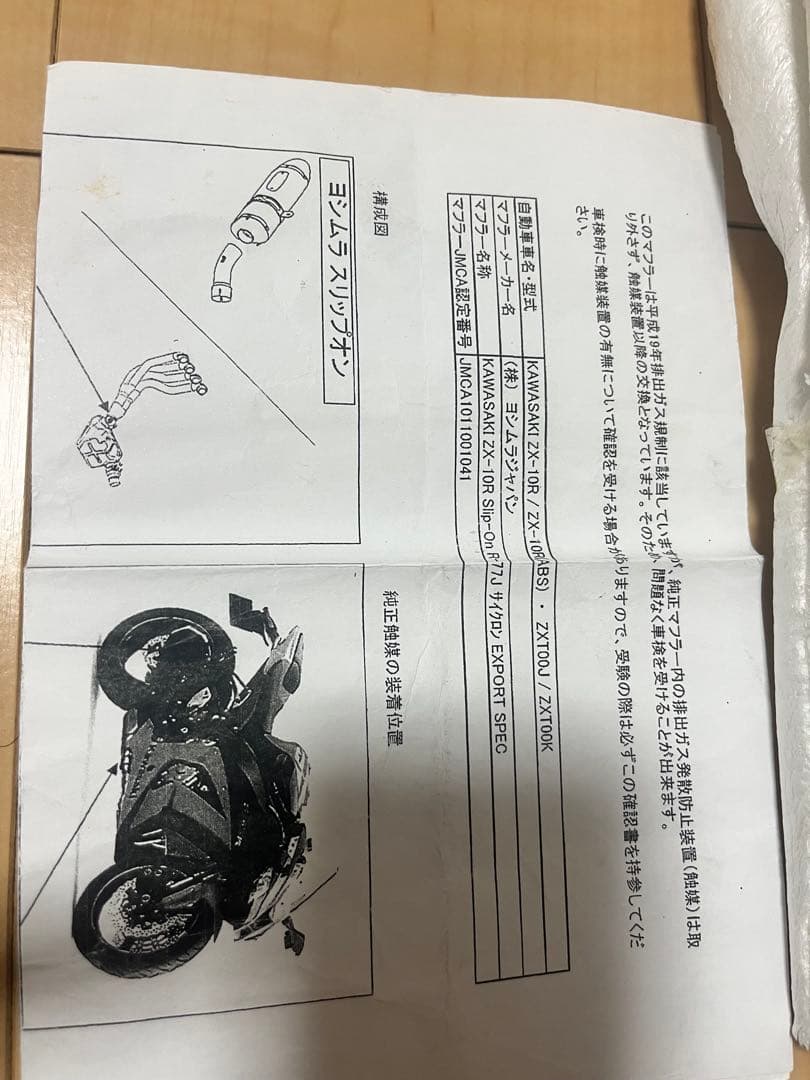 このマフラーは平成19年排出ガス規制に該当していますが、純正マフラー内の排出ガス発散防止装置(触媒)は取
り外さず、触媒装置以降の交換となっています。そのため、問題なく車検を受けることが出来ます。
車検時に触媒装置の有無について確認を受ける場合がありますので、受験の際は必ずこの確認書を持参してくだ
さい。
自動車車名・型式 KAWASAKI ZX-10R / ZX-10R(ABS)・ ZXT00J / ZXT00K
マフラーメーカー名 (株)ヨシムラジャパン
マフラー名称 KAWASAKI ZX-10R Slip-On R-77J サイクロン EXPORT SPEC
マフラーJMCA認定番号 JMCA1011001041
構成図
ヨシムラ スリップオン
純正触媒の装着位置